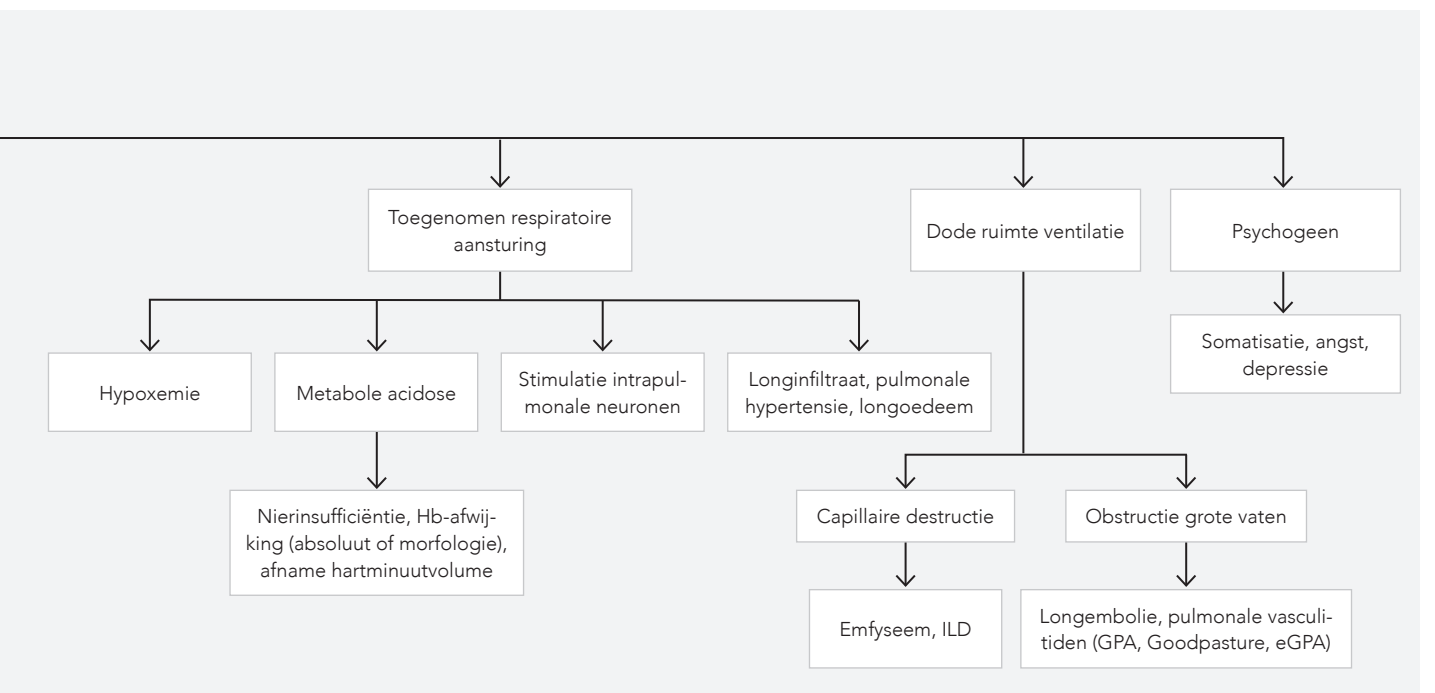 Toegenomen respiratoire
aansturing
Dode ruimte ventilatie
Psychogeen
Somatisatie, angst,
depressie
Hypoxemie
Metabole acidose
Stimulatie intrapul-
monale neuronen
Longinfiltraat, pulmonale
hypertensie, longoedeem
Nierinsufficiëntie, Hb-afwij-
king (absoluut of morfologie),
afname hartminuutvolume
Capillaire destructie
Obstructie grote vaten
Emfyseem, ILD
Longembolie, pulmonale vasculi-
tiden (GPA, Goodpasture, eGPA)